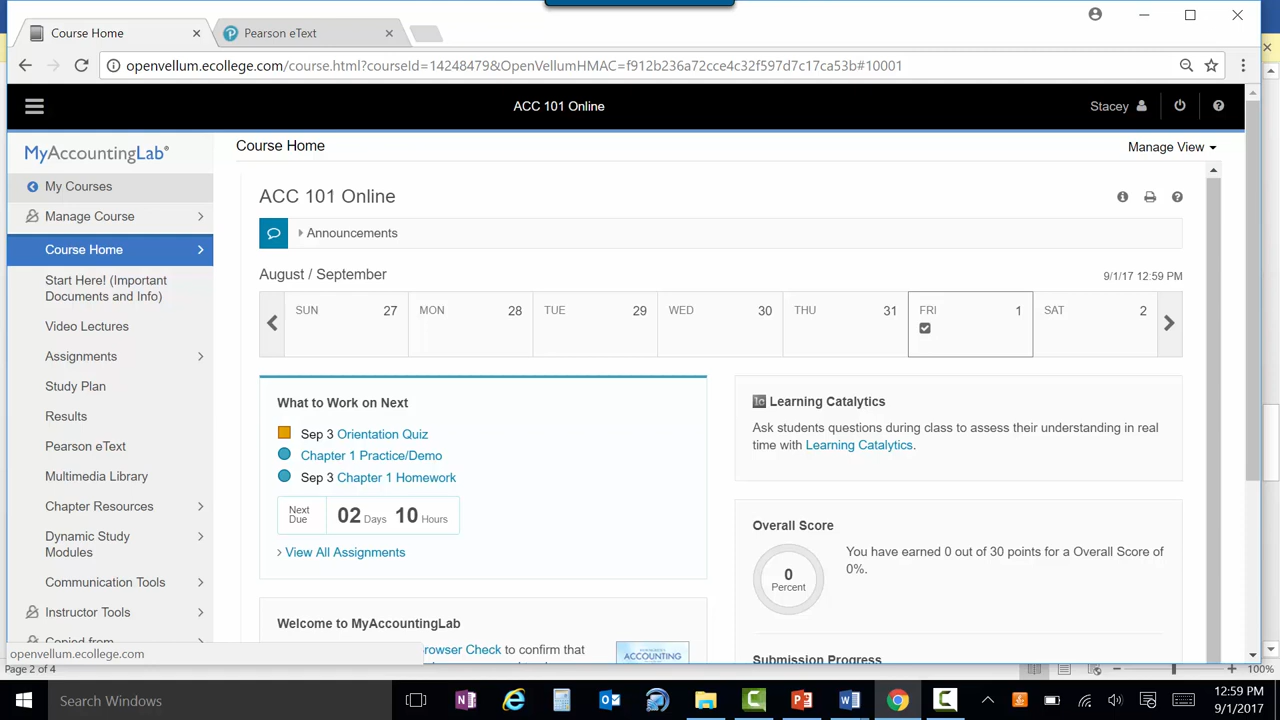 Course Home
Pearson eText
openvellum.ecollege.com/course.html?courseId=14248479&OpenVellumHMAC=f912b236a72cce4c32f597d7c17ca53b#10001
ACC 101 Online
Stacey
MyAccountingLab®
My Courses
Manage Course
Course Home
Start Here! (Important
Documents and Info)
Video Lectures
Assignments
Study Plan
Results
Pearson eText
Multimedia Library
Chapter Resources
Dynamic Study
Modules
Communication Tools
Instructor Tools
Copied from
openvellum.ecollege.com
Course Home
Manage View
ACC 101 Online
Announcements
August / September
9/1/17 12:59 PM
SUN 27
MON 28
TUE 29
WED 30
THU 31
FRI 1
SAT 2
What to Work on Next
Sep 3 Orientation Quiz
Chapter 1 Practice/Demo
Sep 3 Chapter 1 Homework
Next
Due
02 Days 10 Hours
View All Assignments
Welcome to MyAccountingLab
rowser Check to confirm that
ACCOUNTING
Learning Catalytics
Ask students questions during class to assess their understanding in real
time with Learning Catalytics.
Overall Score
0
Percent
You have earned 0 out of 30 points for a Overall Score of
0%.
Submission Progress
Page 2 of 4
100%
Search Windows
12:59 PM
9/1/2017